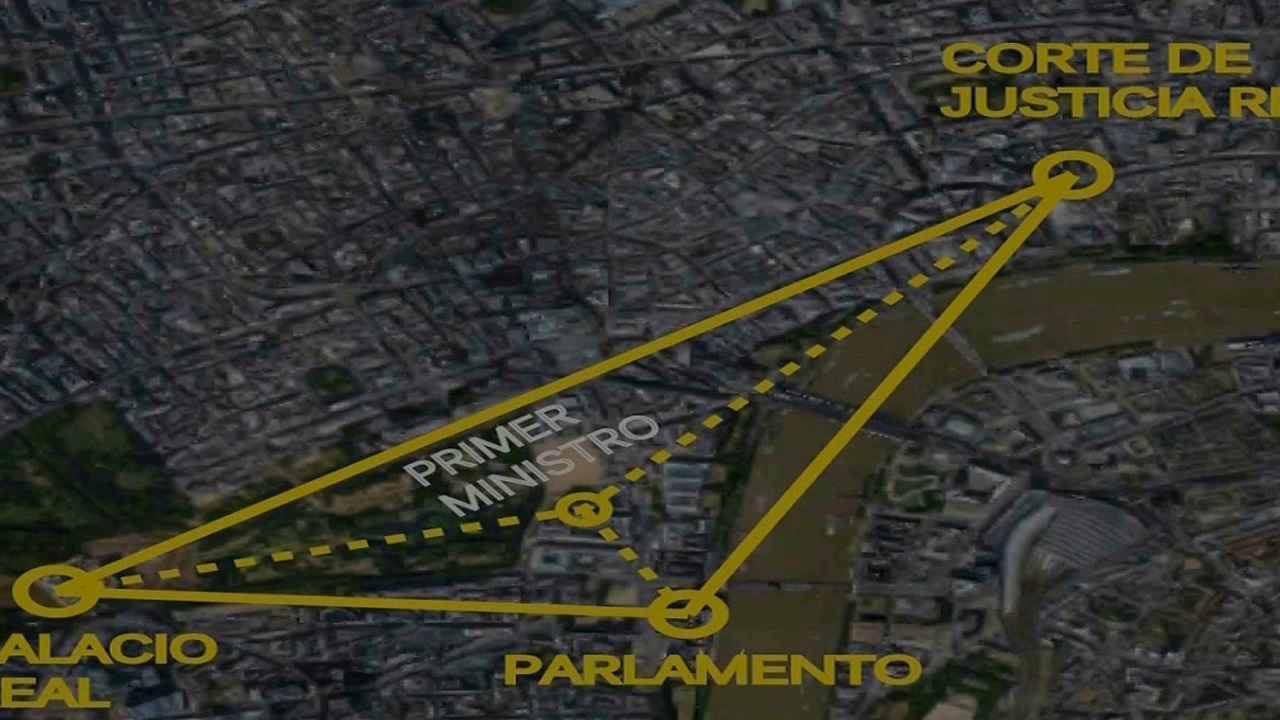 CORTE DE
JUSTICIA R
PRIMER
MINISTRO
ALACIO
EAL
PARLAMENTO